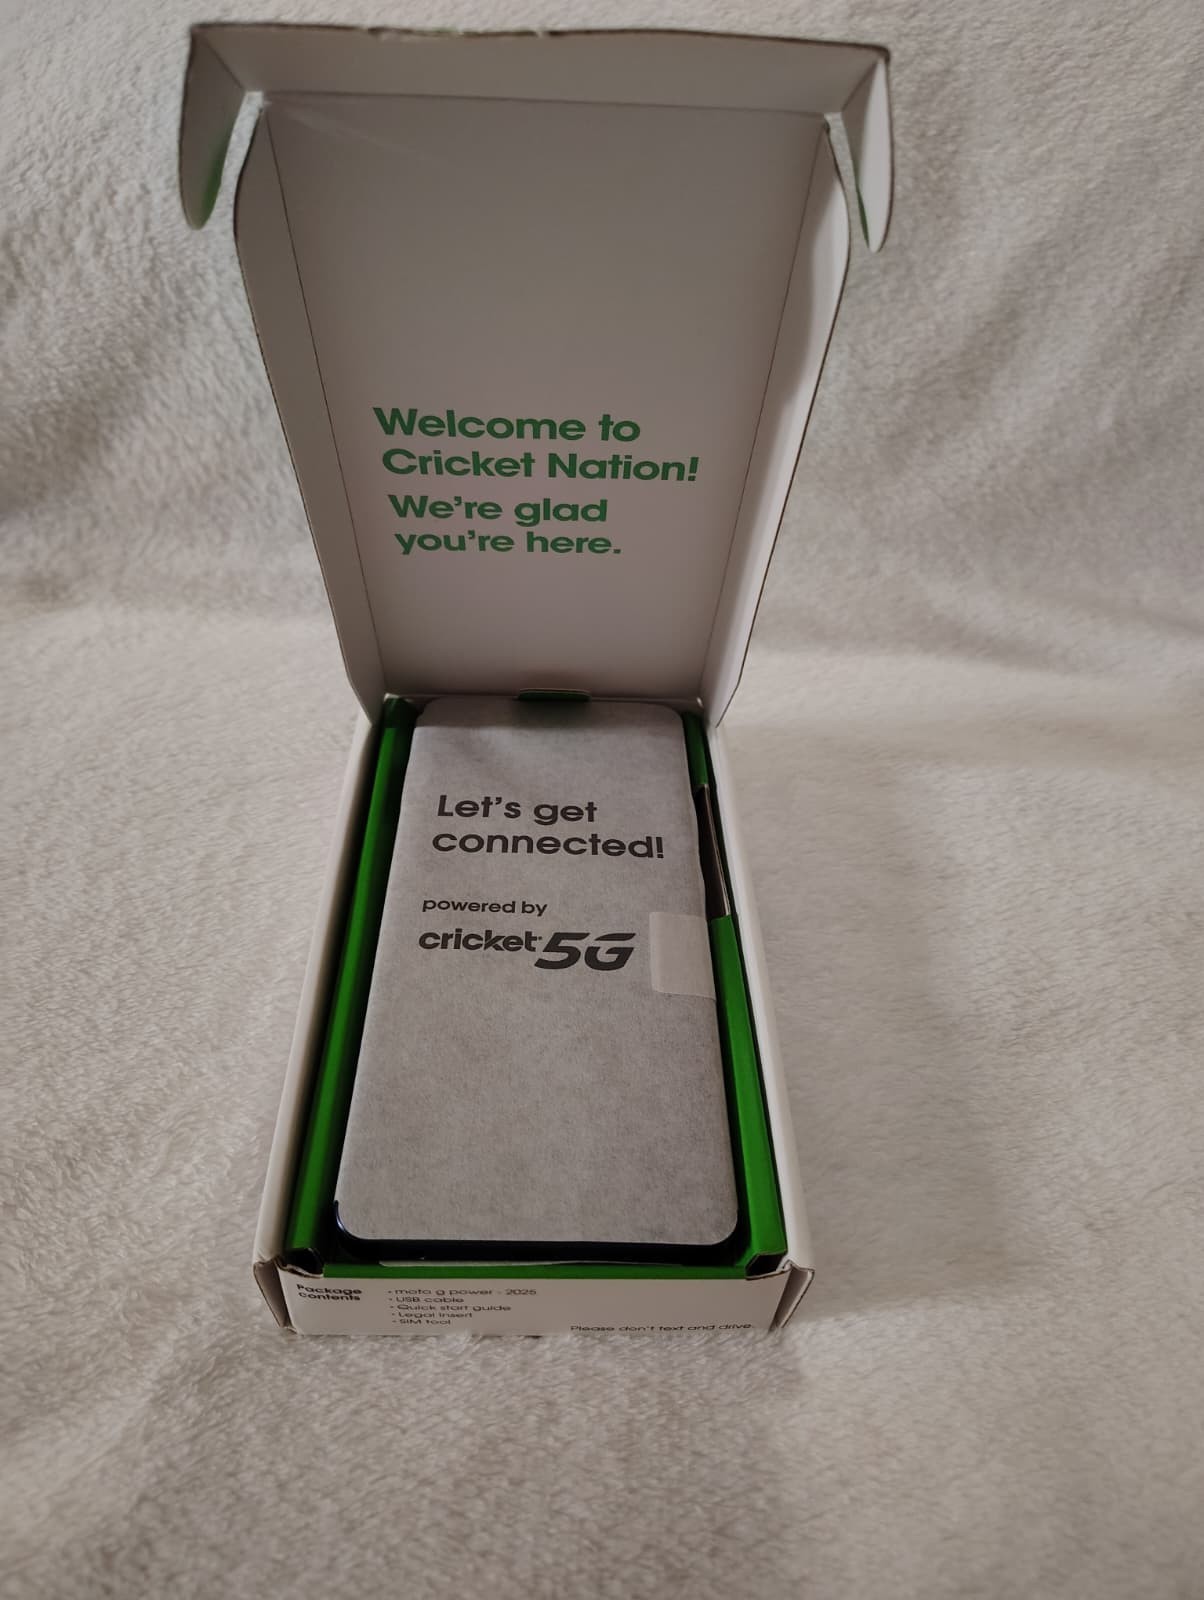 Welcome to
Cricket Nation!
We're glad
you're here.
Let's get
connected!
powered by
cricket 5G
Package
contents
• moto g power - 2025
• USB cable
• Quick start guide
• Legal insert
• SIM tool
Please don't text and drive.